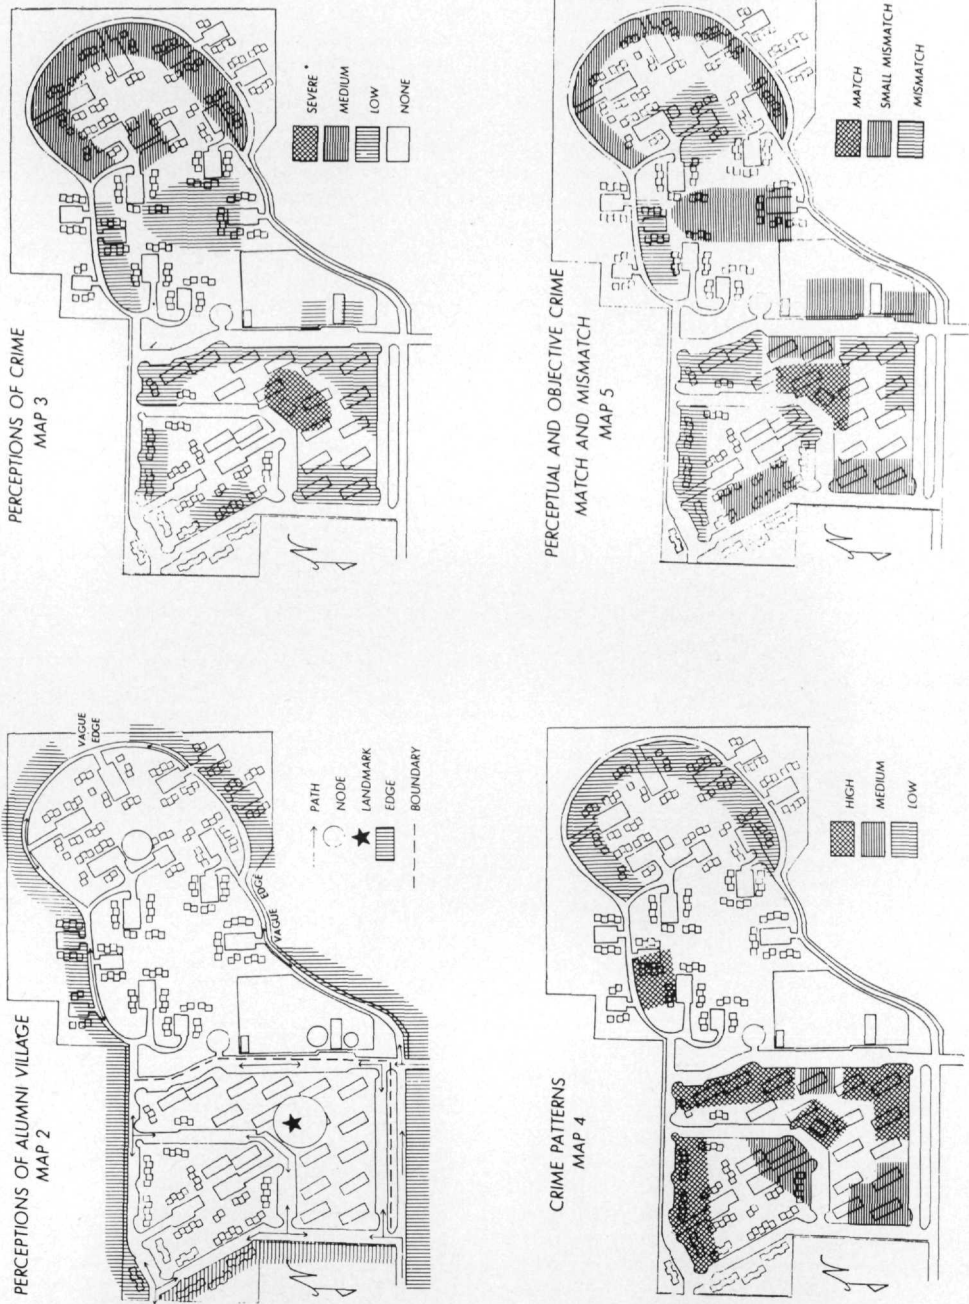 PERCEPTIONS OF ALUMNI VILLAGE
MAP 2
VAGUE
EDGE
VAGUE EDGE
PATH
NODE
LANDMARK
EDGE
BOUNDARY
N
PERCEPTIONS OF CRIME
MAP 3
SEVERE
MEDIUM
LOW
NONE
N
CRIME PATTERNS
MAP 4
HIGH
MEDIUM
LOW
N
PERCEPTUAL AND OBJECTIVE CRIME
MATCH AND MISMATCH
MAP 5
MATCH
SMALL MISMATCH
MISMATCH
N